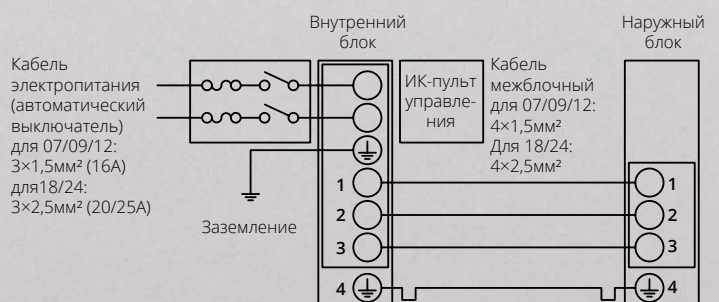 Внутренний
блок
Наружный
блок
Кабель
электропитания
(автоматический
выключатель)
для 07/09/12:
3×1,5мм² (16А)
для18/24:
3×2,5мм² (20/25А)
ИК-пульт
управле-
ния
Кабель
межблочный
для 07/09/12:
4×1,5мм²
Для 18/24:
4×2,5мм²
Заземление
1
2
3
4
1
2
3
4